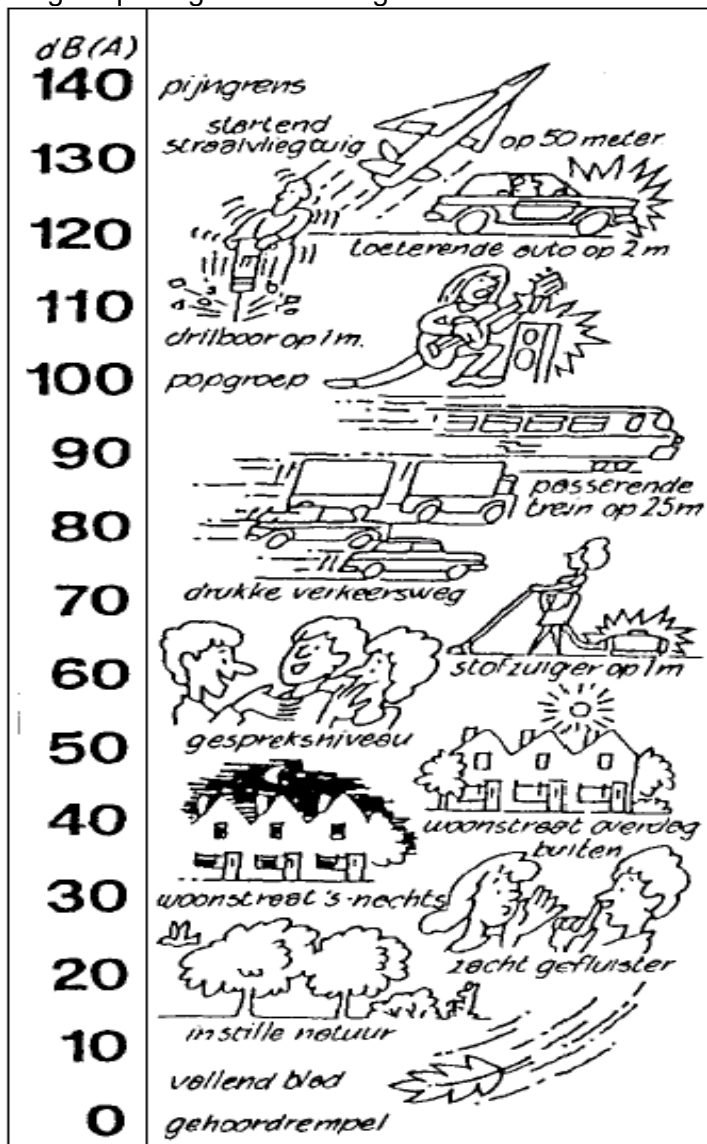 dB(A)
140 pijngrens
startend
straalvliegtuig op 50 meter
130
120
toeterende auto op 2 m
110
drilboor op 1 m.
100 popgroep
90
passerende
trein op 25 m
80
70 drukke verkeersweg
stofzuiger op 1 m
60
50 gespreksniveau
40 woonstraat overdag
buiten
30 woonstraat 's-nachts
zacht gefluister
20
in stille natuur
10
vallend blad
0 gehoordrempel